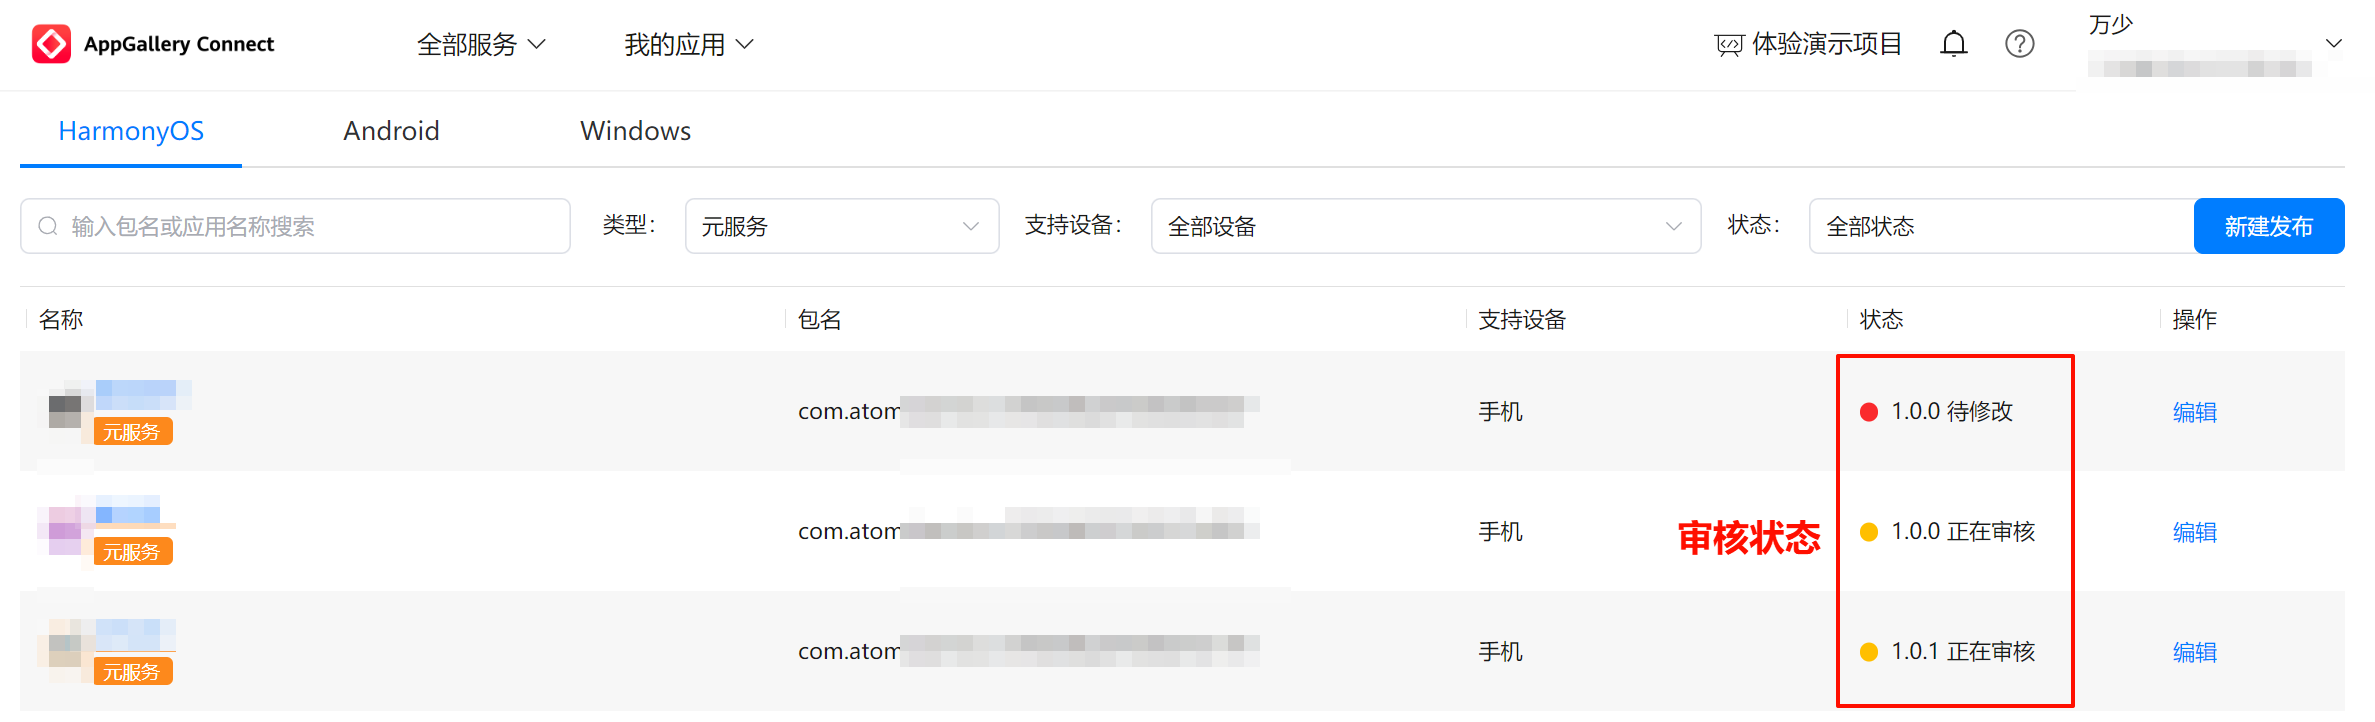 AppGallery Connect 全部服务 我的应用 体验演示项目 万少
HarmonyOS Android Windows
输入包名或应用名称搜索 类型： 元服务 支持设备： 全部设备 状态： 全部状态 新建发布
名称 包名 支持设备 状态 操作
元服务 com.atom 手机 1.0.0 待修改 编辑
元服务 com.atom 手机 审核状态 1.0.0 正在审核 编辑
元服务 com.atom 手机 1.0.1 正在审核 编辑